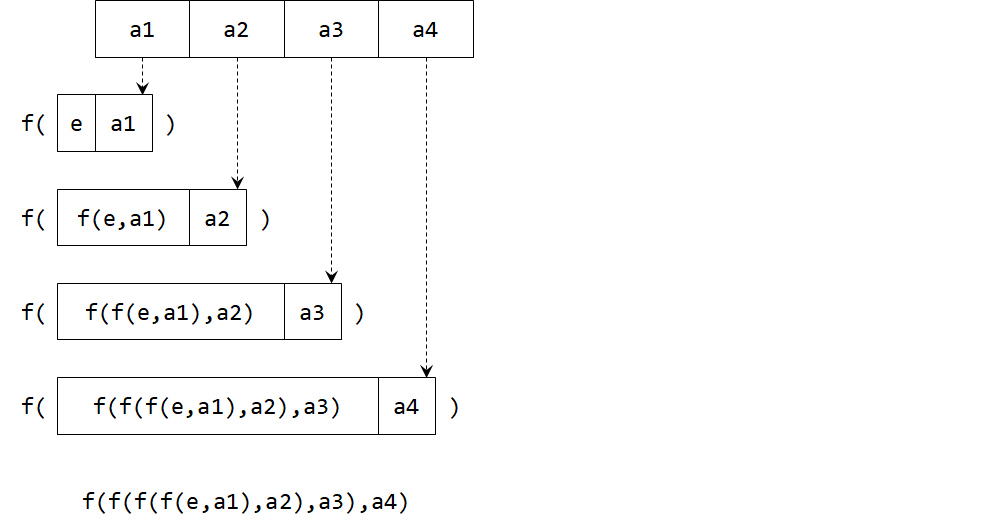 a1 a2 a3 a4
f( e a1 )
f( f(e,a1) a2 )
f( f(f(e,a1),a2) a3 )
f( f(f(f(e,a1),a2),a3) a4 )
f(f(f(f(e,a1),a2),a3),a4)